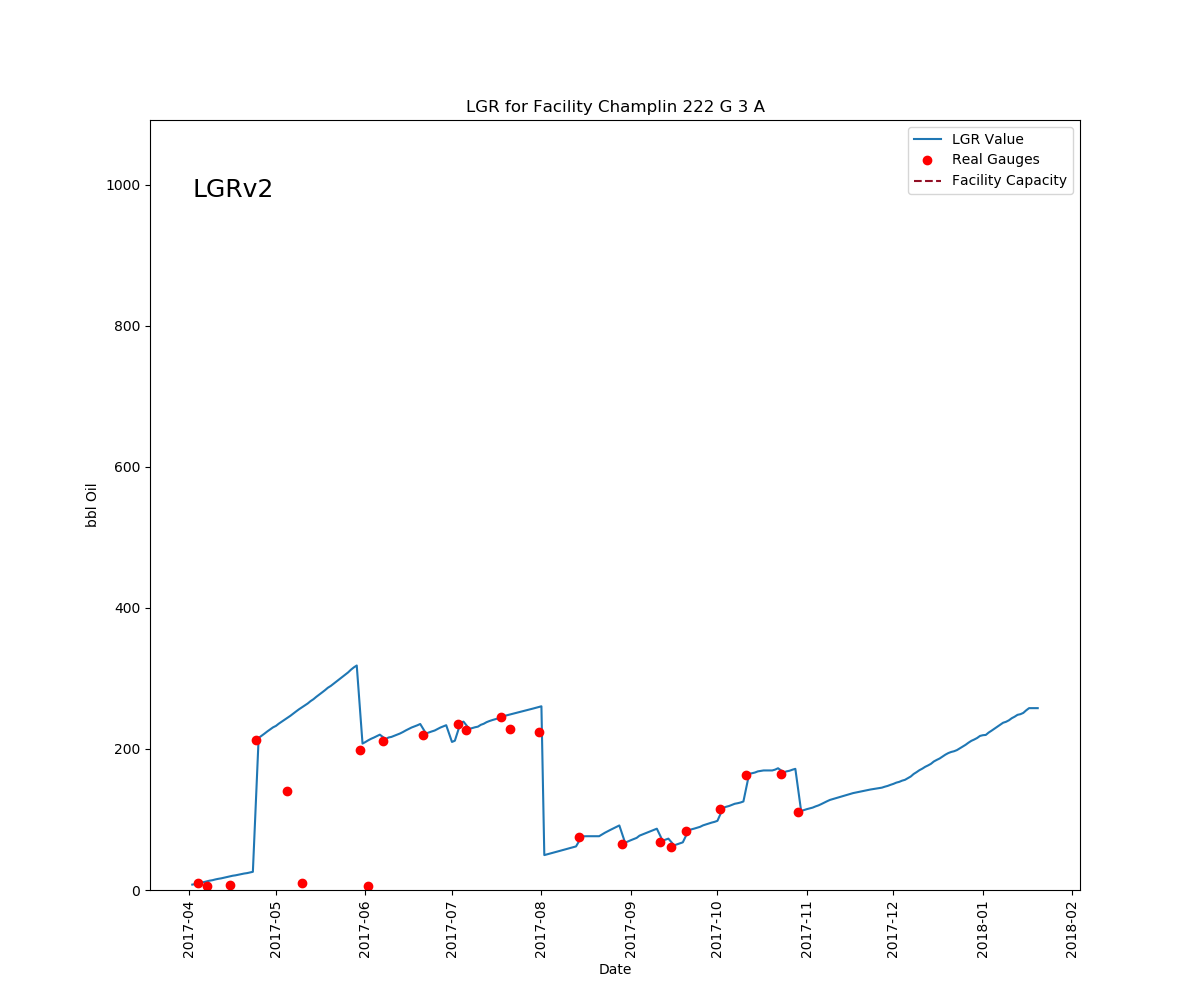 LGR for Facility Champlin 222 G 3 A
LGR Value
Real Gauges
Facility Capacity
LGRv2
1000
800
600
400
200
0
bbl Oil
2017-04
2017-05
2017-06
2017-07
2017-08
2017-09
2017-10
2017-11
2017-12
2018-01
2018-02
Date